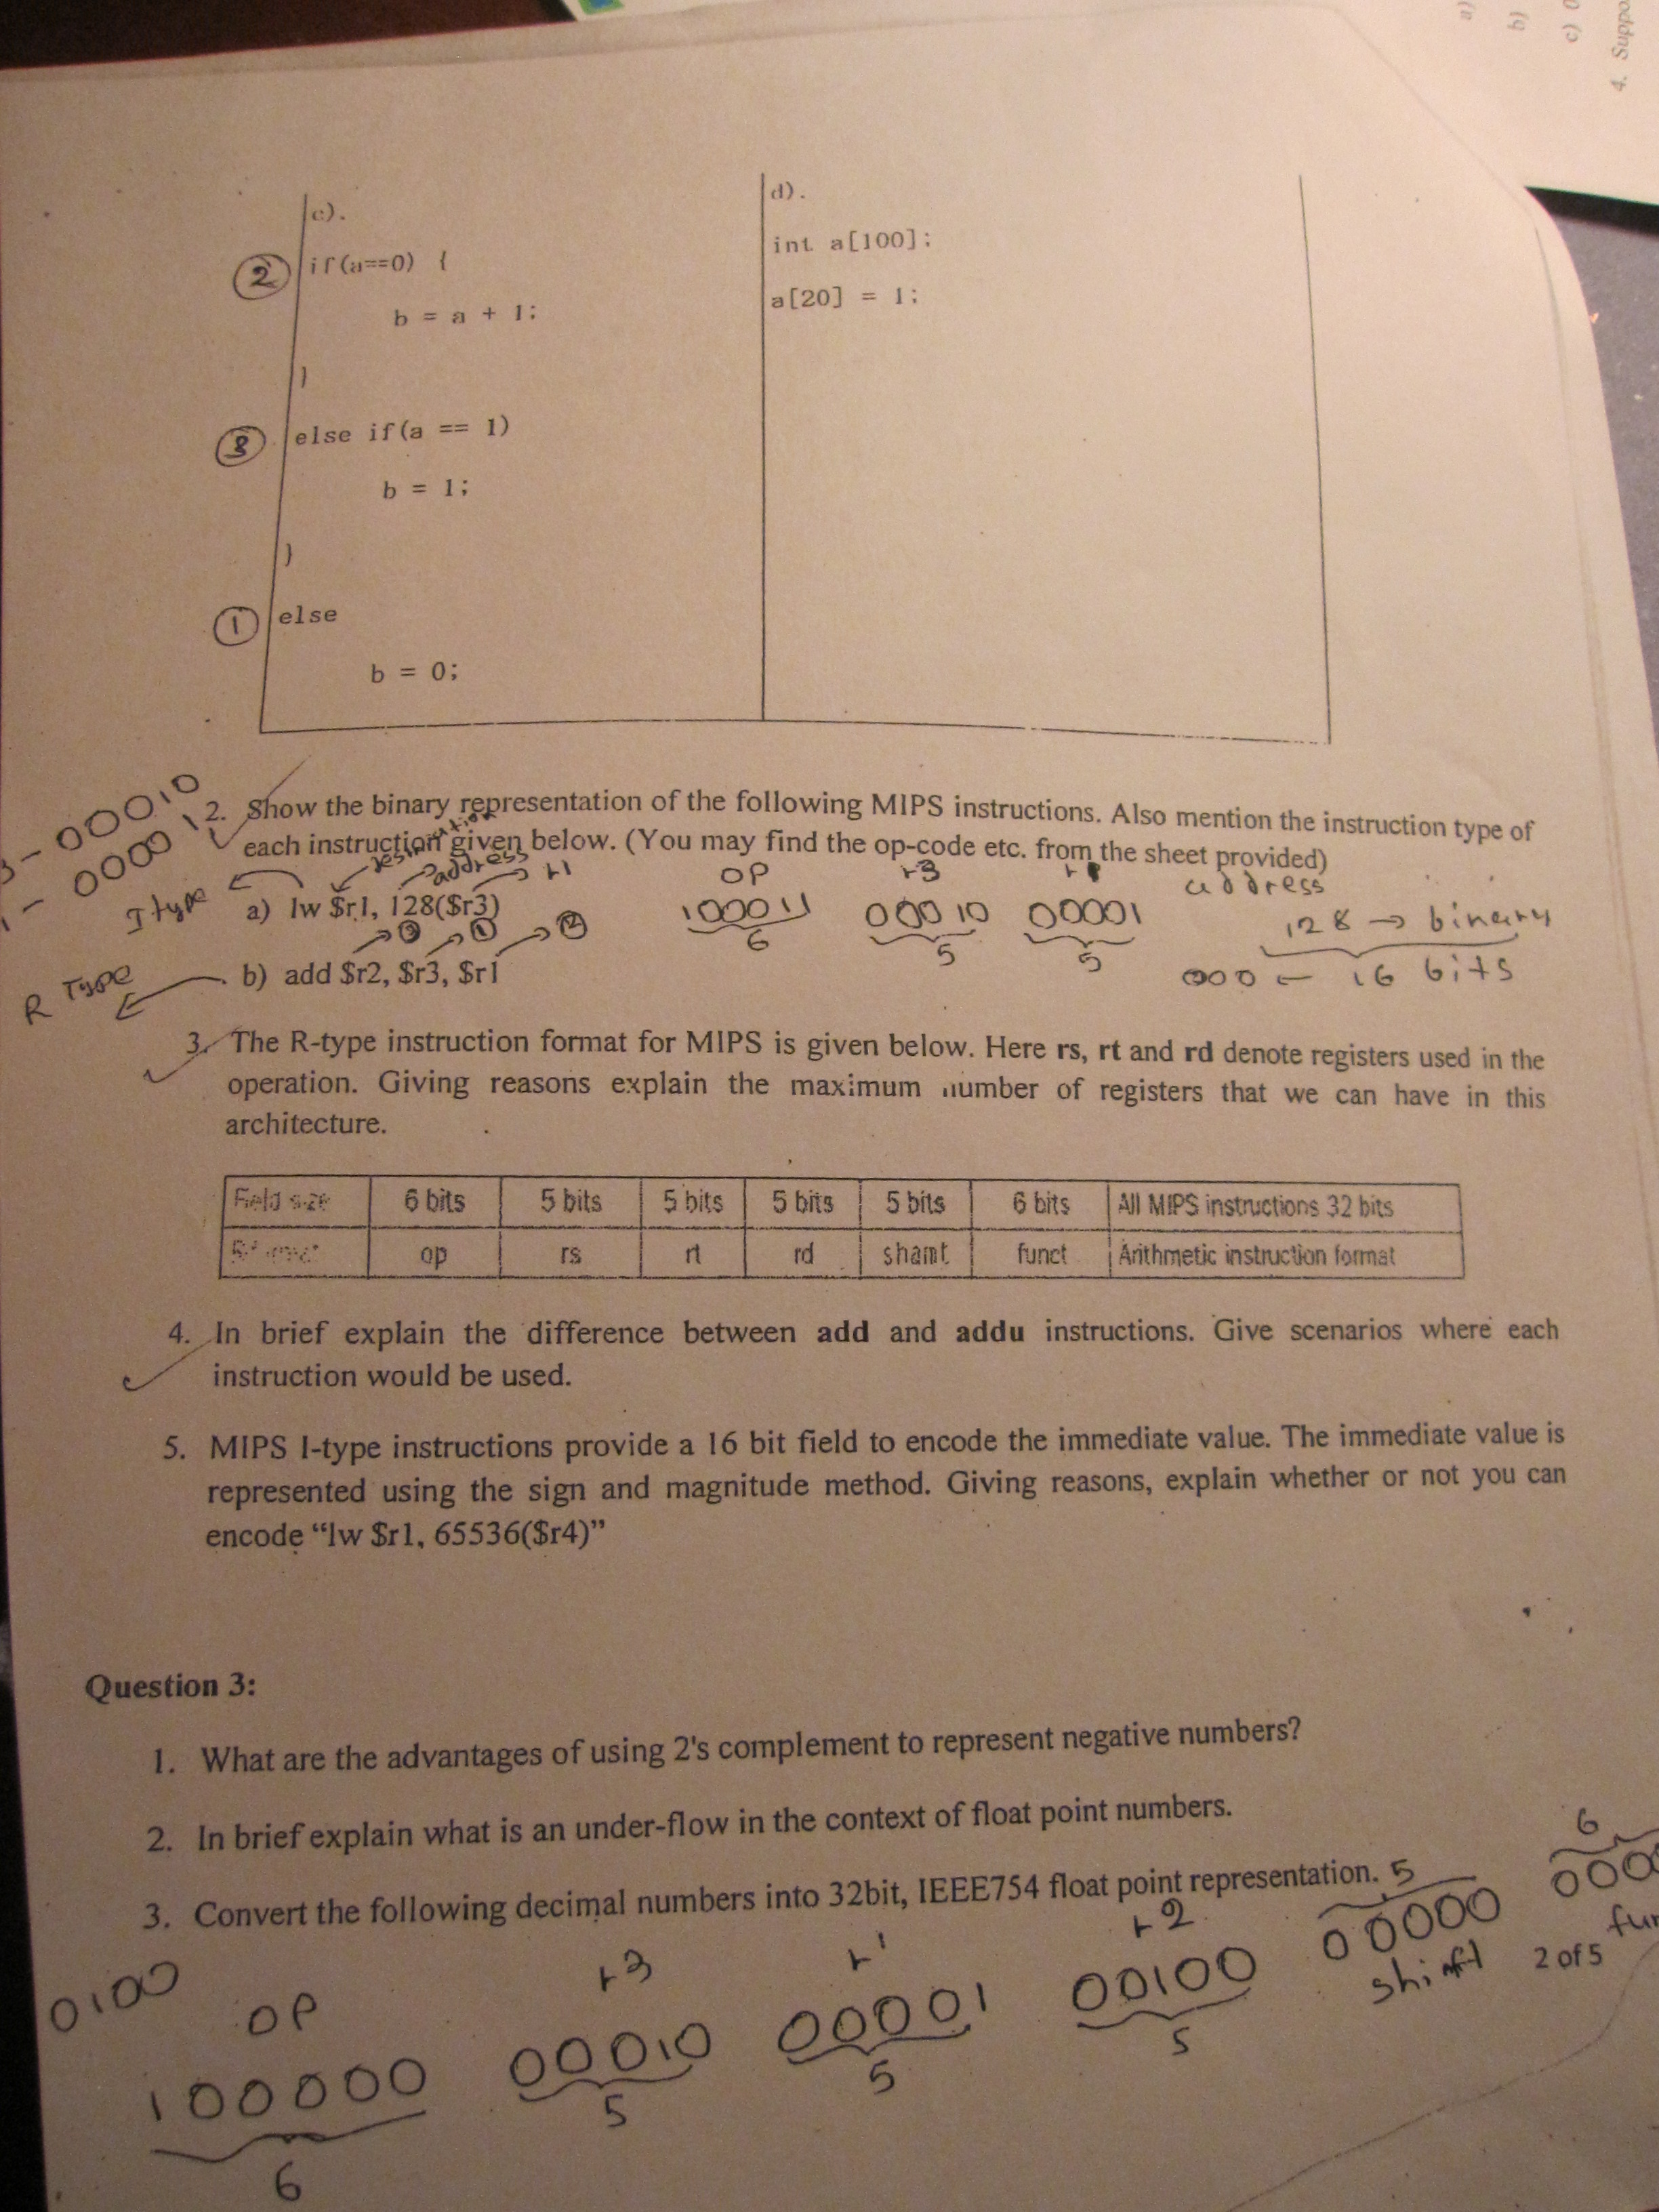 c).
if(a==0) {
b = a + 1;
}
else if(a == 1)
b = 1;
}
else
b = 0;
d).
int a[100];
a[20] = 1;
2
1
2. Show the binary representation of the following MIPS instructions. Also mention the instruction type of
each instruction given below. (You may find the op-code etc. from the sheet provided)
00010
00001
address
r1
I type
a) lw $r1, 128($r3)
OP
r3
address
100011
00010
00001
128 → binary
6
5
5
16 bits
000
R Type
b) add $r2, $r3, $r1
3. The R-type instruction format for MIPS is given below. Here rs, rt and rd denote registers used in the
operation. Giving reasons explain the maximum number of registers that we can have in this
architecture.
Field size 6 bits 5 bits 5 bits 5 bits 5 bits 6 bits All MIPS instructions 32 bits
op rs rt rd shamt funct Arithmetic instruction format
4. In brief explain the difference between add and addu instructions. Give scenarios where each
instruction would be used.
5. MIPS I-type instructions provide a 16 bit field to encode the immediate value. The immediate value is
represented using the sign and magnitude method. Giving reasons, explain whether or not you can
encode “lw $r1, 65536($r4)”
Question 3:
1. What are the advantages of using 2's complement to represent negative numbers?
2. In brief explain what is an under-flow in the context of float point numbers.
3. Convert the following decimal numbers into 32bit, IEEE754 float point representation.
2 of 5
0100
OP r3 r1 r2 5 6
100000 00010 00001 00100 00000 000
6 5 5 5
4. Suppo
a)
b)
c)